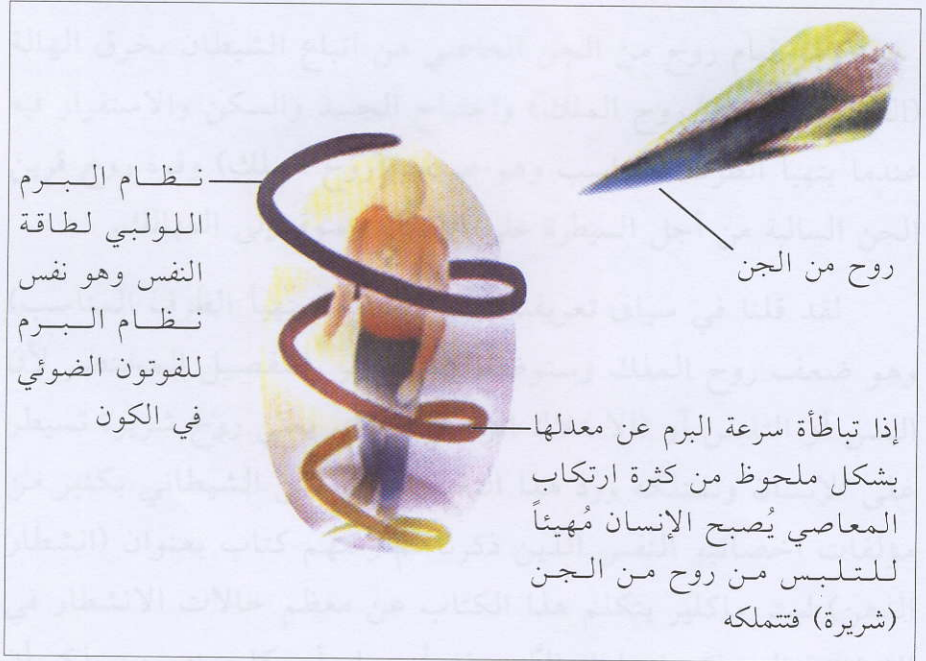 نظام البرم
اللولبي لطاقة
النفس وهو نفس
نظام البرم
للفوتون الضوئي
في الكون
روح من الجن
إذا تباطأة سرعة البرم عن معدلها
بشكل ملحوظ من كثرة ارتكاب
المعاصي يُصبح الإنسان مُهيئاً
للتلبس من روح من الجن
(شريرة) فتتملكه